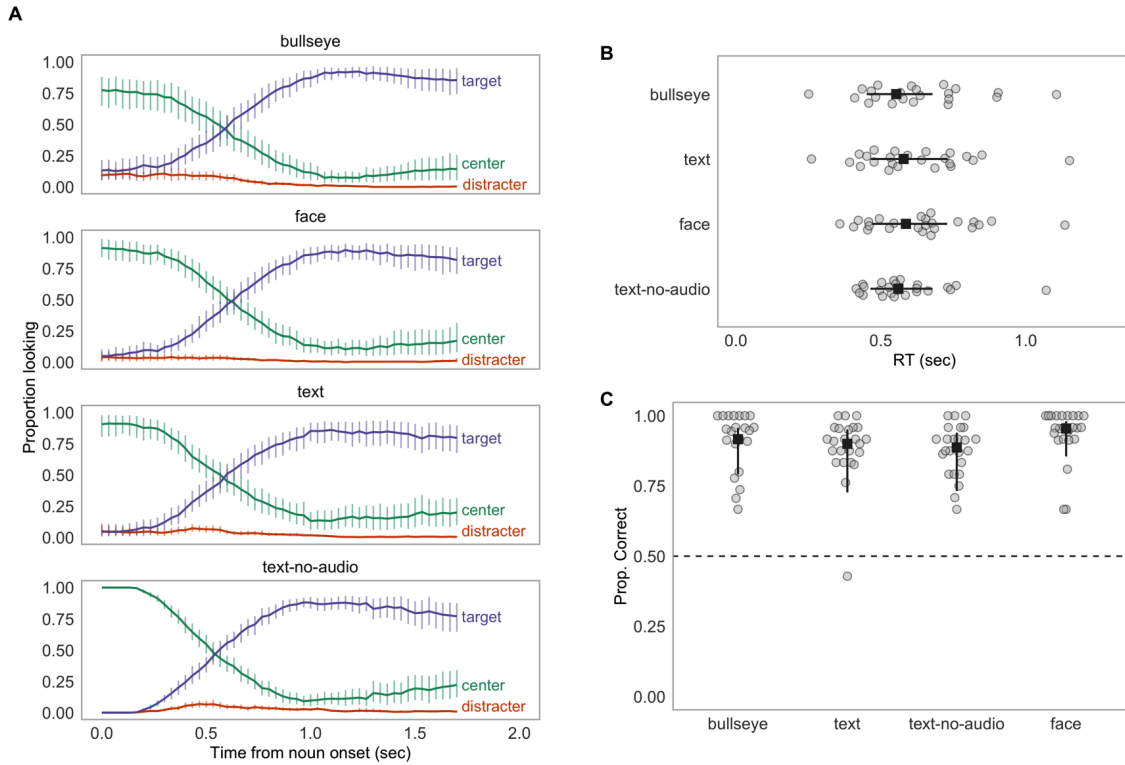 A
bullseye
1.00
0.75
0.50
0.25
0.00
target
center
distracter
face
1.00
0.75
0.50
0.25
0.00
target
center
distracter
text
1.00
0.75
0.50
0.25
0.00
target
center
distracter
text-no-audio
1.00
0.75
0.50
0.25
0.00
target
center
distracter
Proportion looking
0.0 0.5 1.0 1.5 2.0
Time from noun onset (sec)
B
bullseye
text
face
text-no-audio
0.0 0.5 1.0
RT (sec)
C
1.00
0.75
0.50
0.25
0.00
Prop. Correct
bullseye text text-no-audio face